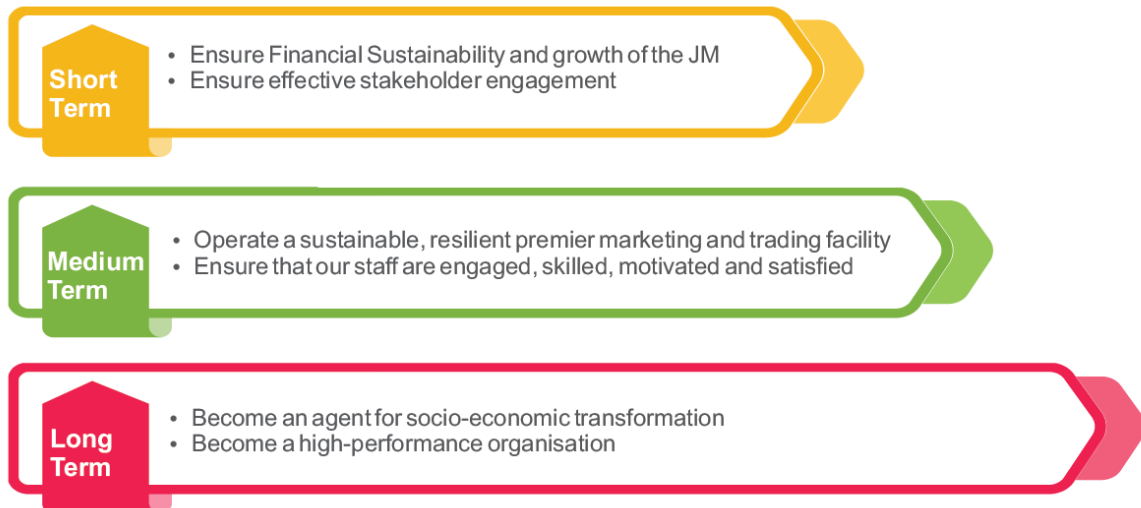 Short
Term
• Ensure Financial Sustainability and growth of the JM
• Ensure effective stakeholder engagement
Medium
Term
• Operate a sustainable, resilient premier marketing and trading facility
• Ensure that our staff are engaged, skilled, motivated and satisfied
Long
Term
• Become an agent for socio-economic transformation
• Become a high-performance organisation